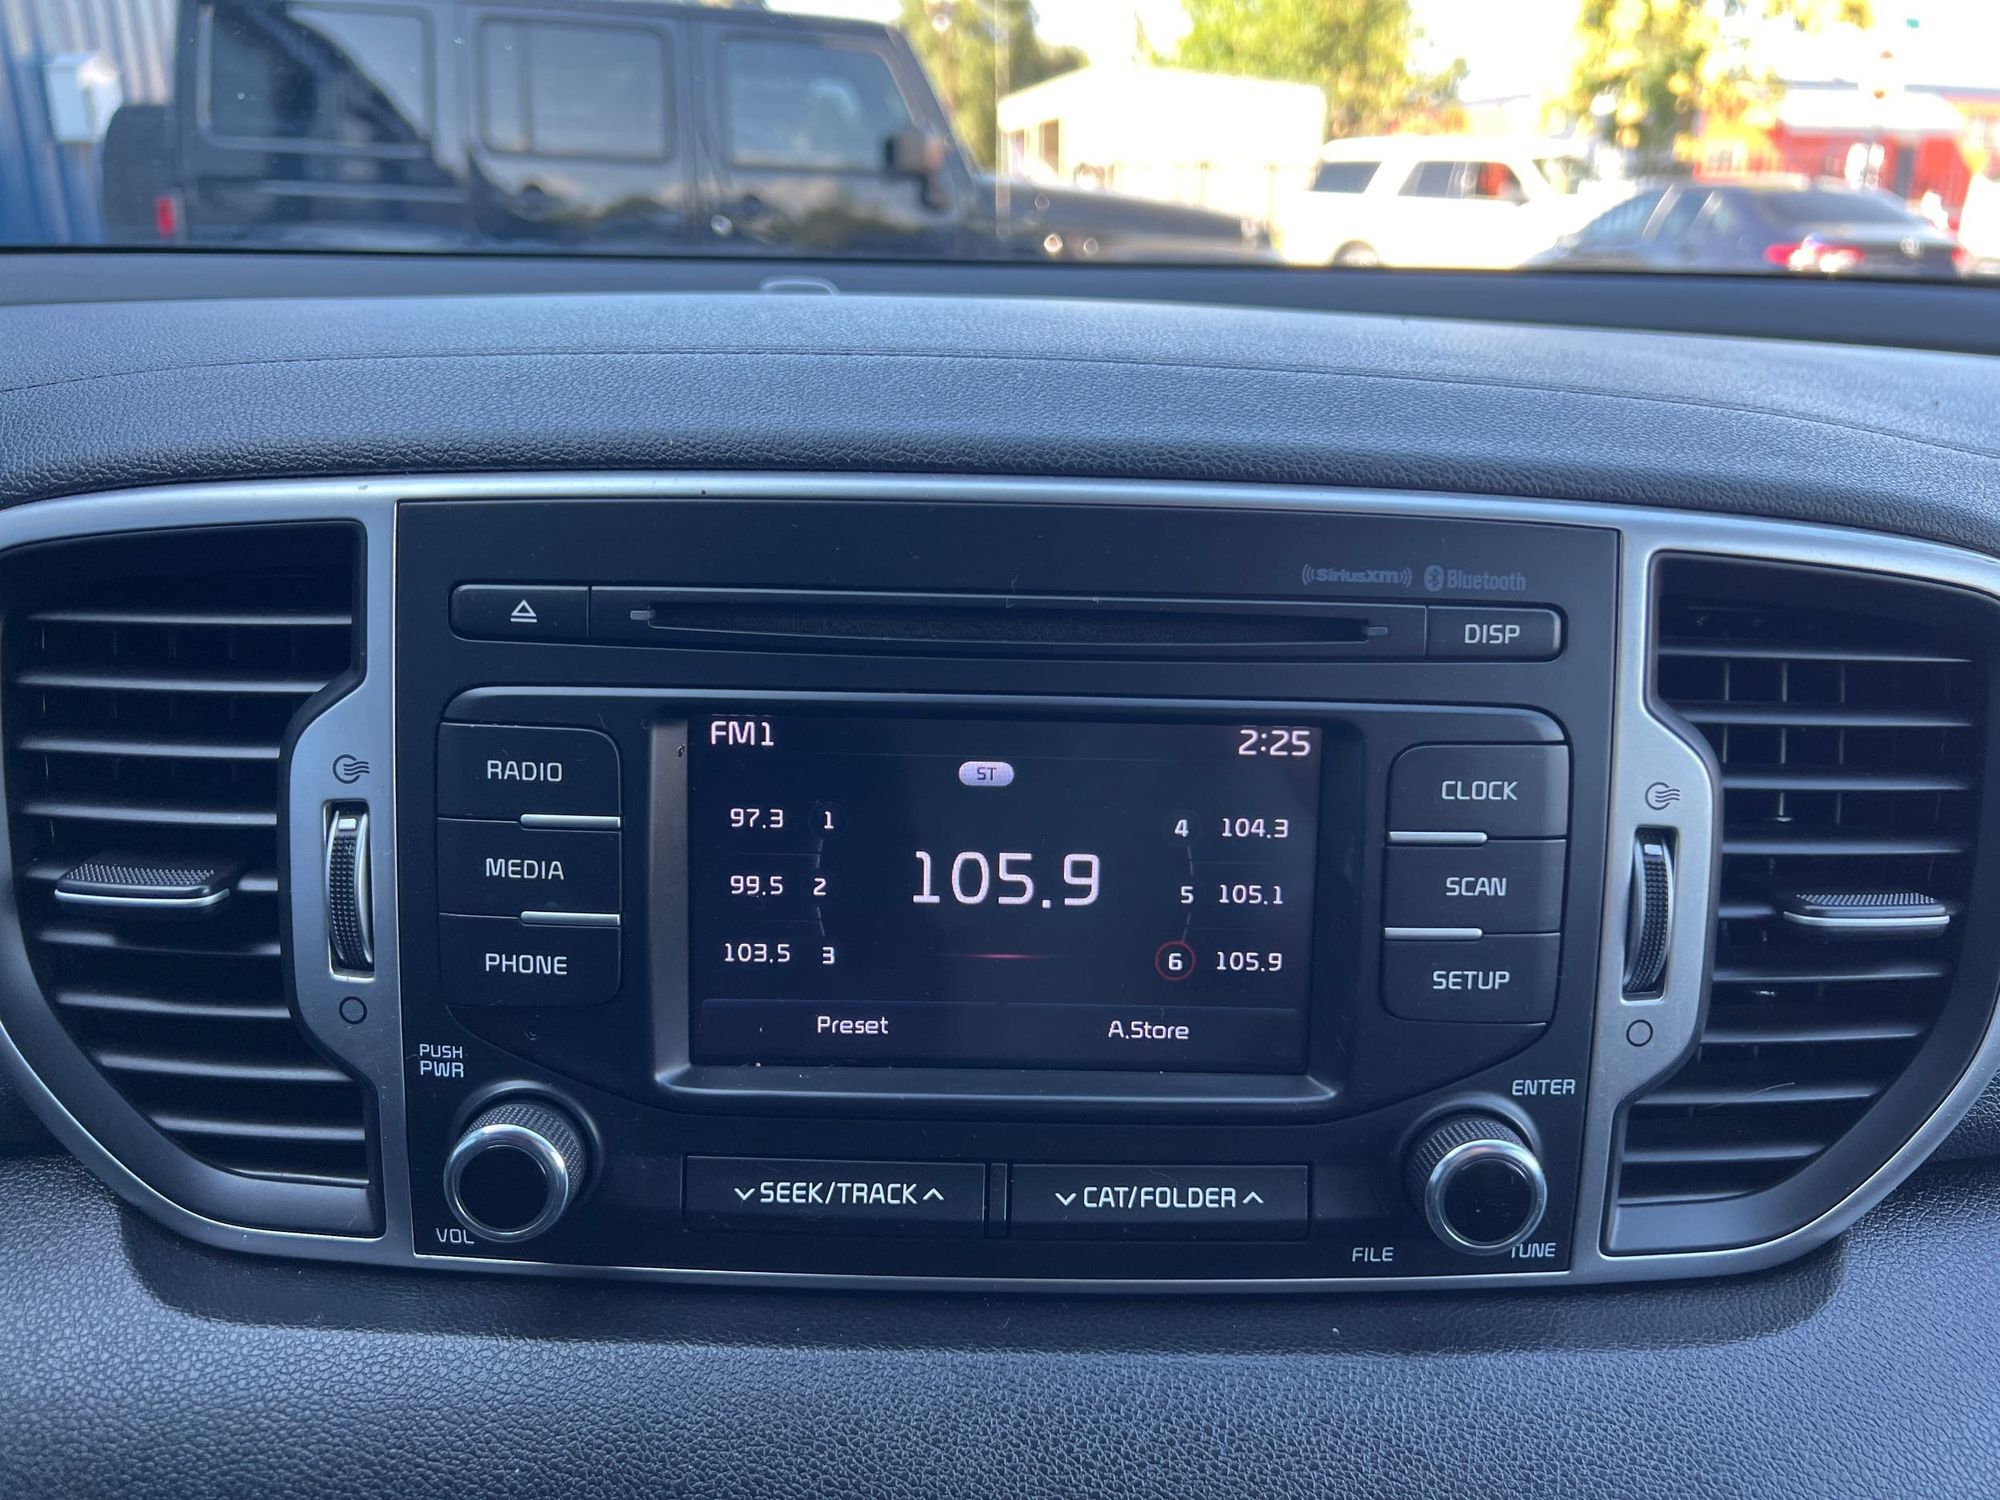 ((SiriusXM)) Bluetooth
DISP
RADIO
MEDIA
PHONE
FM1
2:25
ST
97.3 1
99.5 2
103.5 3
105.9
4 104.3
5 105.1
6 105.9
Preset
A.Store
CLOCK
SCAN
SETUP
PUSH
PWR
VOL
SEEK/TRACK
CAT/FOLDER
ENTER
FILE
TUNE